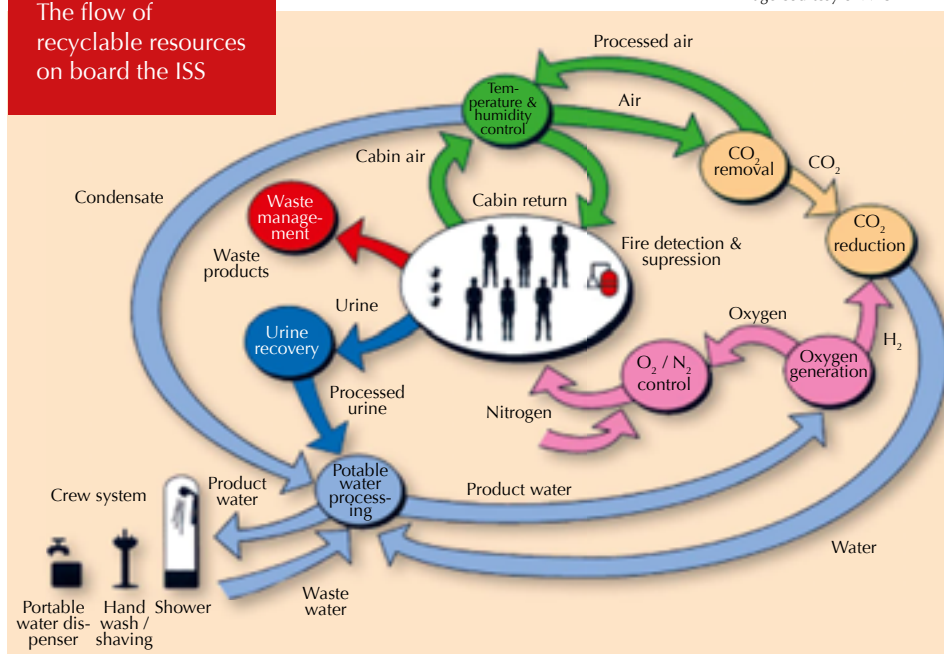 The flow of
recyclable resources
on board the ISS
Processed air
Tem-
perature &
humidity
control
Air
CO2
removal
CO2
Cabin air
Condensate
Cabin return
Waste
manage-
ment
CO2
reduction
Fire detection &
supression
Waste
products
Urine
Oxygen
Urine
recovery
H2
O2 / N2
control
Oxygen
generation
Processed
urine
Nitrogen
Potable
water
process-
ing
Crew system
Product
water
Product water
Water
Waste
water
Portable
water dis-
penser
Hand
wash /
shaving
Shower